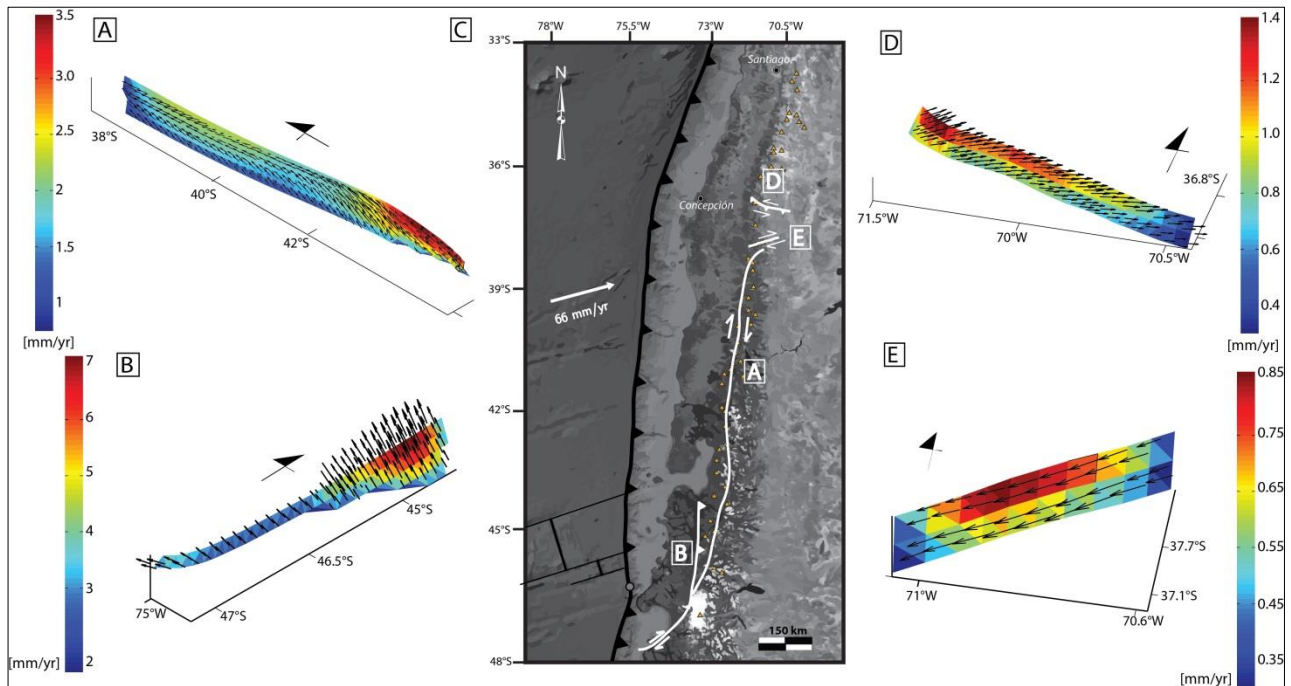 A
3.5
3.0
2.5
2
1.5
1
[mm/yr]
38°S
40°S
42°S
B
7
6
5
3
2
[mm/yr]
45°S
46.5°S
47°S
75°W
C
78°W
75.5°W
73°W
70.5°W
33°S
36°S
39°S
42°S
45°S
48°S
N
Santiago
Concepción
66 mm/yr
D
E
A
B
150 km
D
1.4
1.2
1.0
0.8
0.6
0.4
[mm/yr]
71.5°W
70°W
70.5°W
36.8°S
E
0.85
0.75
0.65
0.55
0.45
0.35
[mm/yr]
71°W
70.6°W
37.7°S
37.1°S